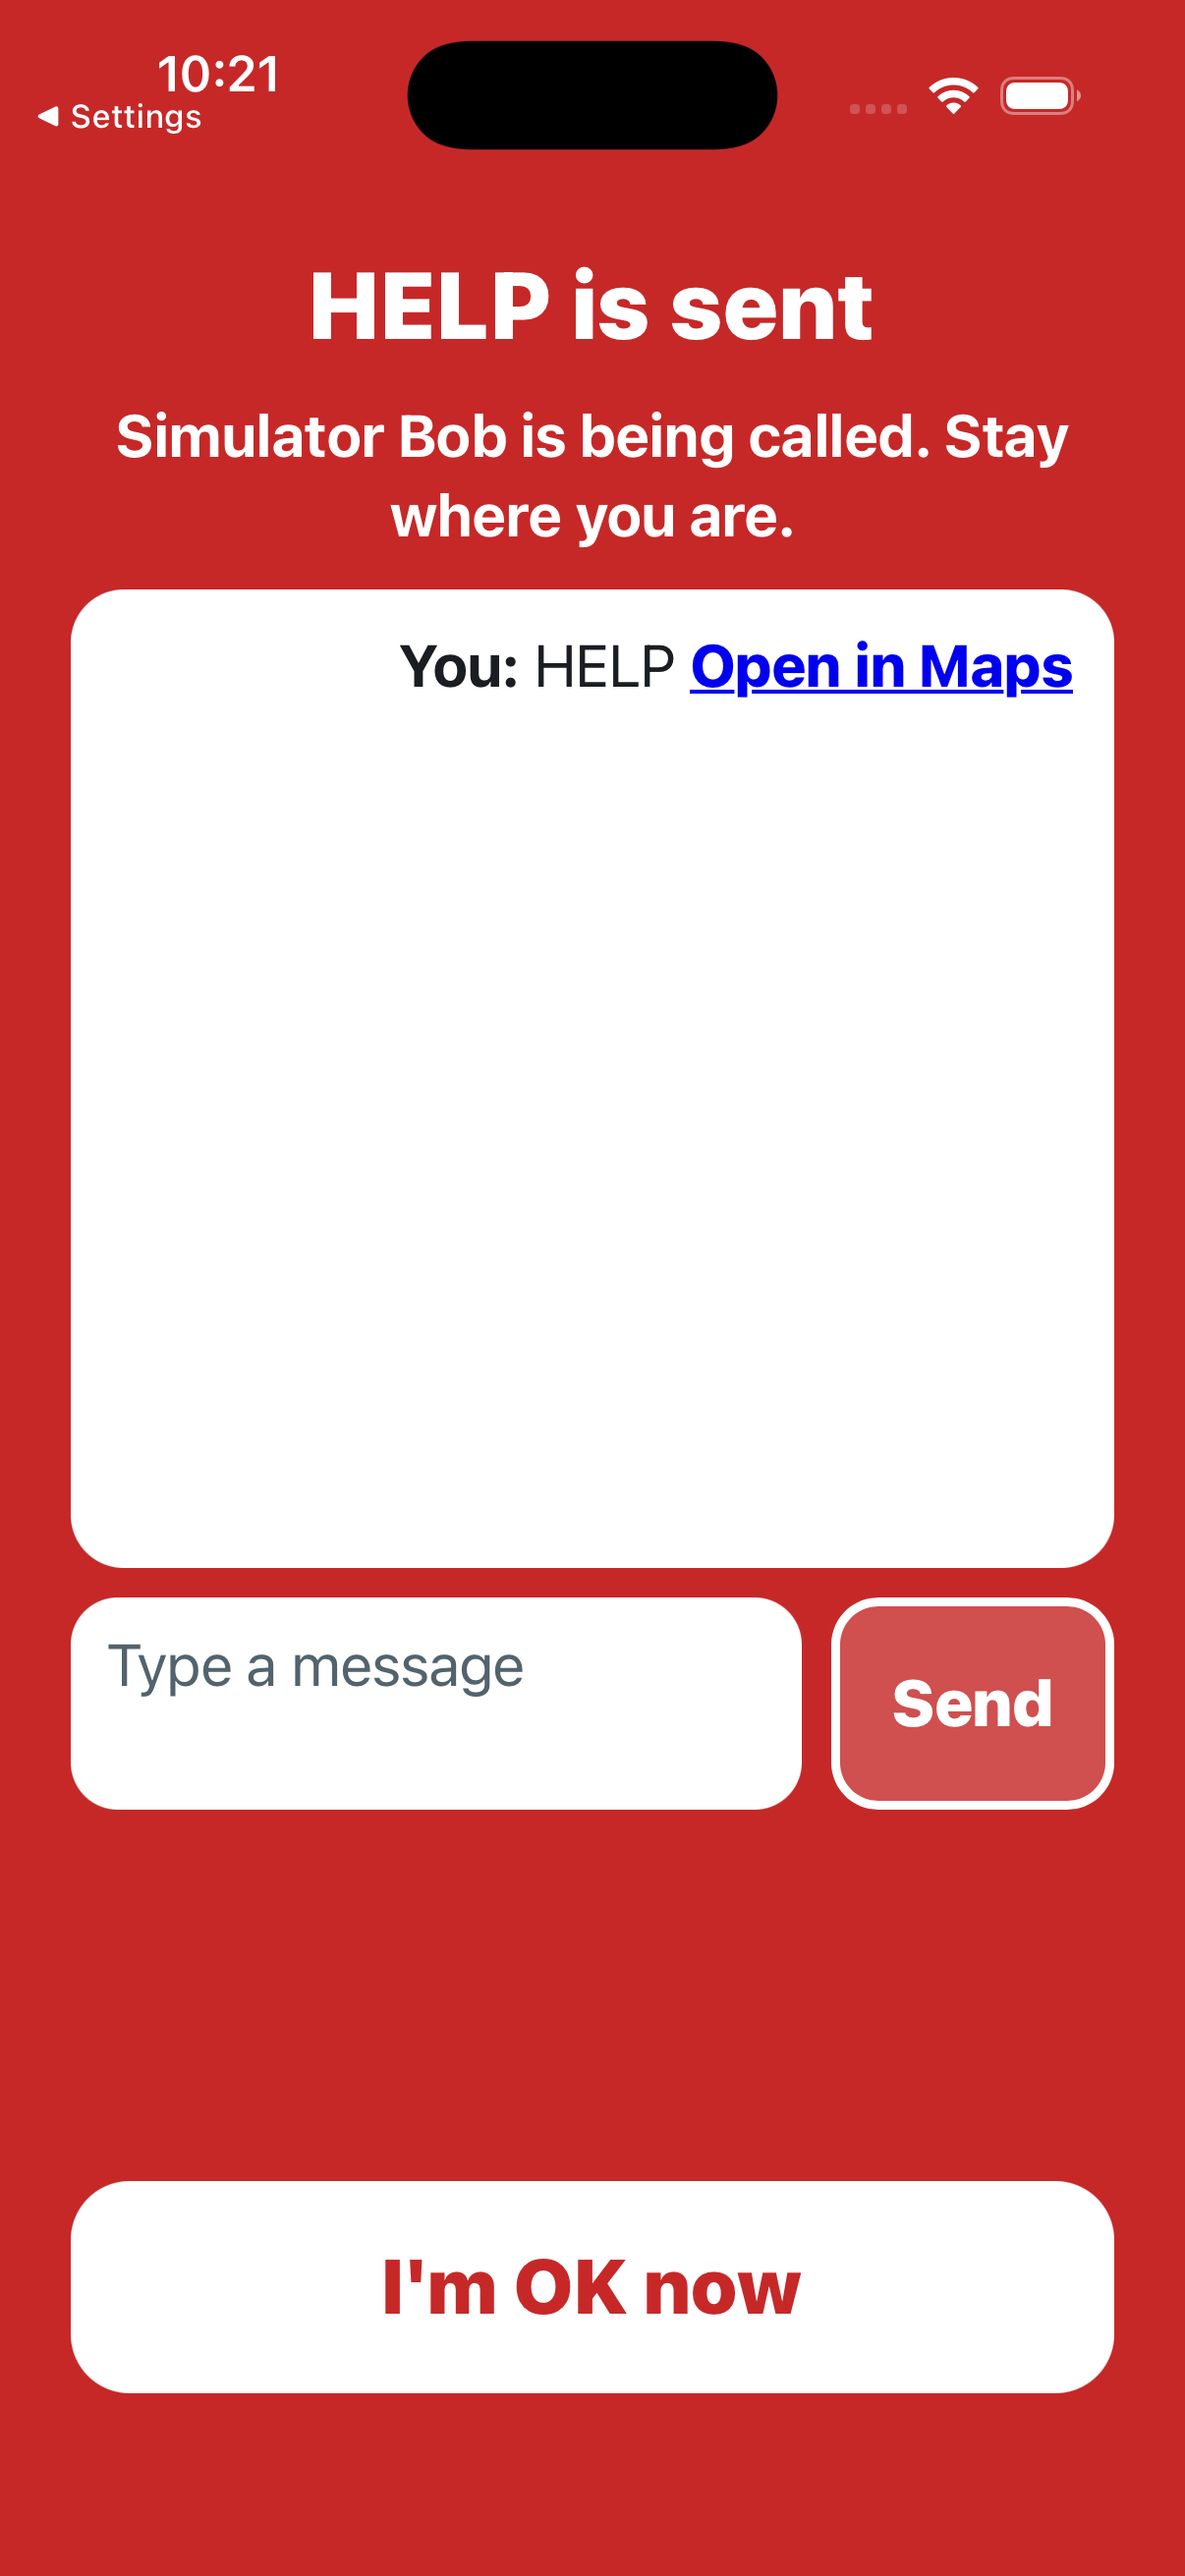 10:21
◀ Settings
HELP is sent
Simulator Bob is being called. Stay
where you are.
You: HELP Open in Maps
Type a message
Send
I'm OK now